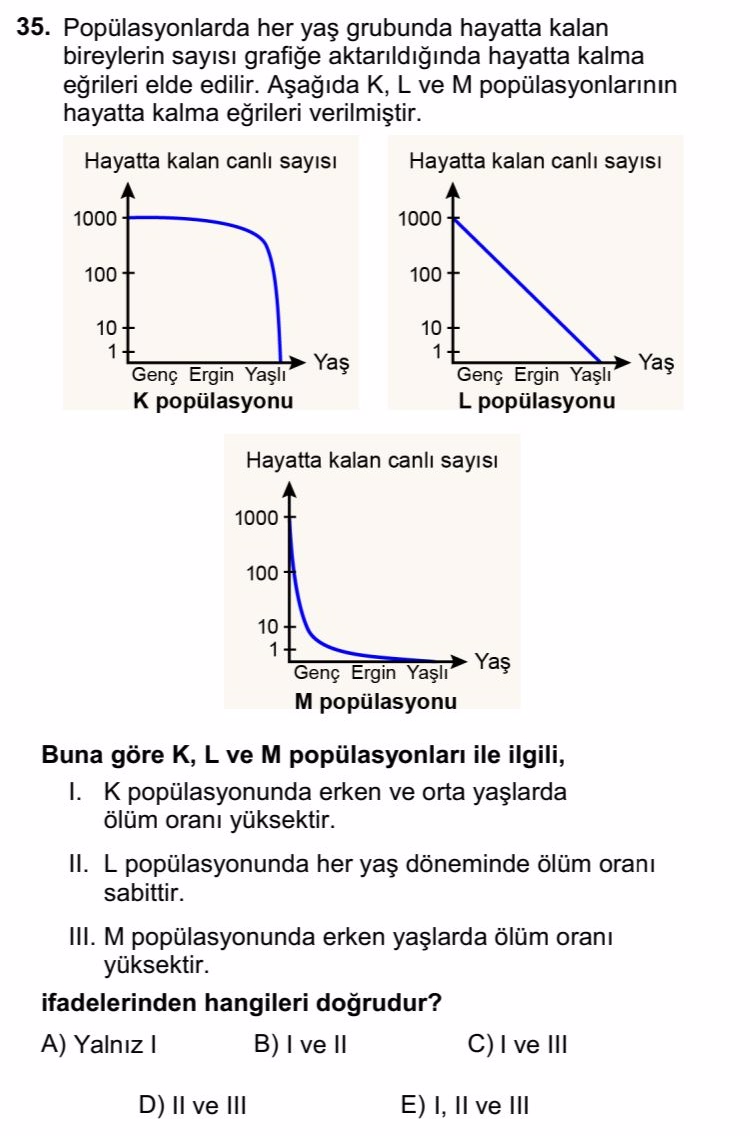 35. Popülasyonlarda her yaş grubunda hayatta kalan
bireylerin sayısı grafiğe aktarıldığında hayatta kalma
eğrileri elde edilir. Aşağıda K, L ve M popülasyonlarının
hayatta kalma eğrileri verilmiştir.
Hayatta kalan canlı sayısı
1000
100
10
1
Yaş
Genç Ergin Yaşlı
K popülasyonu
Hayatta kalan canlı sayısı
1000
100
10
1
Yaş
Genç Ergin Yaşlı
L popülasyonu
Hayatta kalan canlı sayısı
1000
100
10
1
Yaş
Genç Ergin Yaşlı
M popülasyonu
Buna göre K, L ve M popülasyonları ile ilgili,
I. K popülasyonunda erken ve orta yaşlarda
ölüm oranı yüksektir.
II. L popülasyonunda her yaş döneminde ölüm oranı
sabittir.
III. M popülasyonunda erken yaşlarda ölüm oranı
yüksektir.
ifadelerinden hangileri doğrudur?
A) Yalnız I B) I ve II C) I ve III
D) II ve III E) I, II ve III